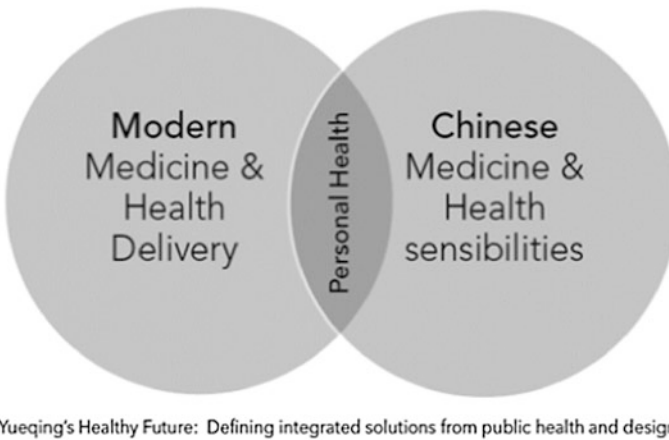 Modern
Medicine &
Health
Delivery
Personal Health
Chinese
Medicine &
Health
sensibilities
Yueqing's Healthy Future: Defining integrated solutions from public health and desig